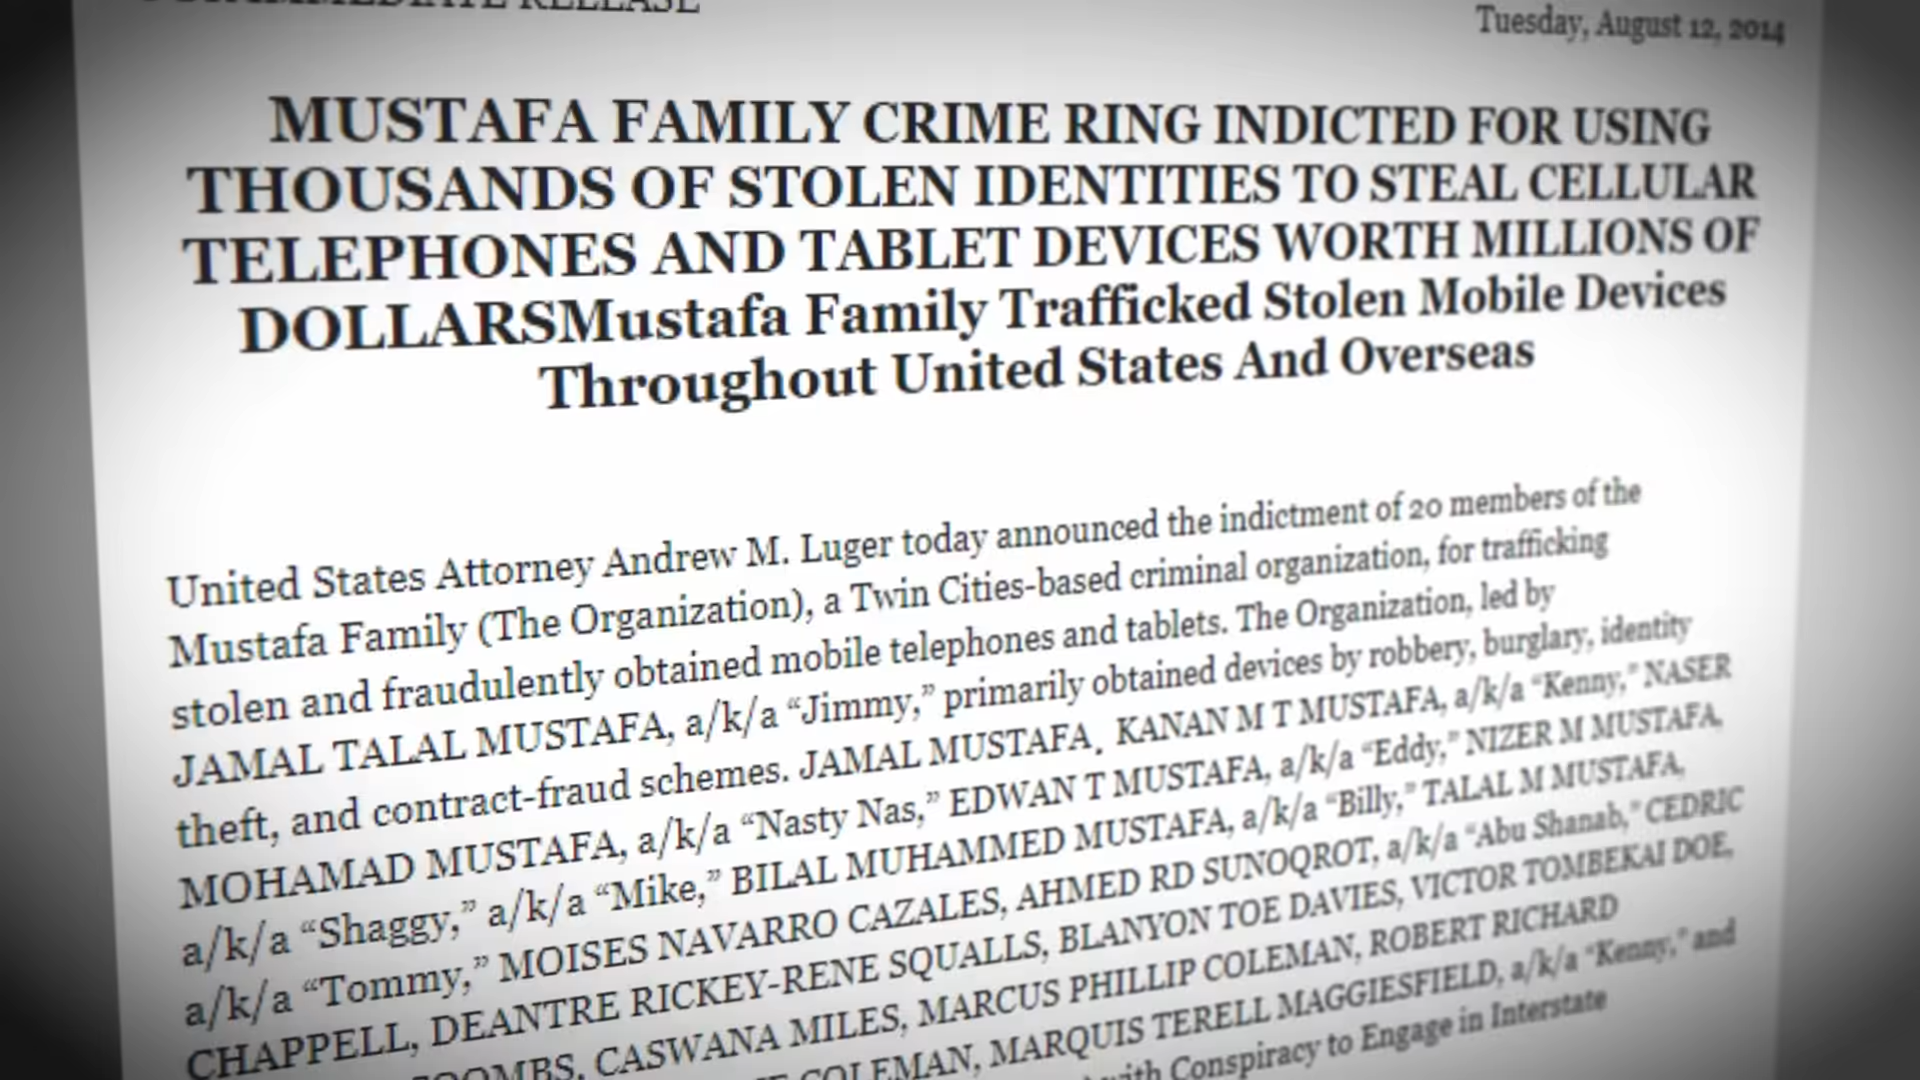 IMMEDIATE RELEASE
Tuesday, August 12, 2014
MUSTAFA FAMILY CRIME RING INDICTED FOR USING
THOUSANDS OF STOLEN IDENTITIES TO STEAL CELLULAR
TELEPHONES AND TABLET DEVICES WORTH MILLIONS OF
DOLLARSMustafa Family Trafficked Stolen Mobile Devices
Throughout United States And Overseas
United States Attorney Andrew M. Luger today announced the indictment of 20 members of the
Mustafa Family (The Organization), a Twin Cities-based criminal organization, for trafficking
stolen and fraudulently obtained mobile telephones and tablets. The Organization, led by
JAMAL TALAL MUSTAFA, a/k/a “Jimmy,” primarily obtained devices by robbery, burglary, identity
theft, and contract-fraud schemes. JAMAL MUSTAFA, KANAN M T MUSTAFA, a/k/a “Kenny,” NASER
MOHAMAD MUSTAFA, a/k/a “Nasty Nas,” EDWAN T MUSTAFA, a/k/a “Eddy,” NIZER M MUSTAFA,
a/k/a “Shaggy,” a/k/a “Mike,” BILAL MUHAMMED MUSTAFA, a/k/a “Billy,” TALAL M MUSTAFA,
a/k/a “Tommy,” MOISES NAVARRO CAZALES, AHMED RD SUNOQROT, a/k/a “Abu Shanab,” CEDRIC
CHAPPELL, DEANTRE RICKEY-RENE SQUALLS, BLANYON TOE DAVIES, VICTOR TOMBEKAI DOE,
COOMBS, CASWANA MILES, MARCUS PHILLIP COLEMAN, ROBERT RICHARD
COLEMAN, MARQUIS TERELL MAGGIESFIELD, a/k/a “Kenny,” and
with Conspiracy to Engage in Interstate